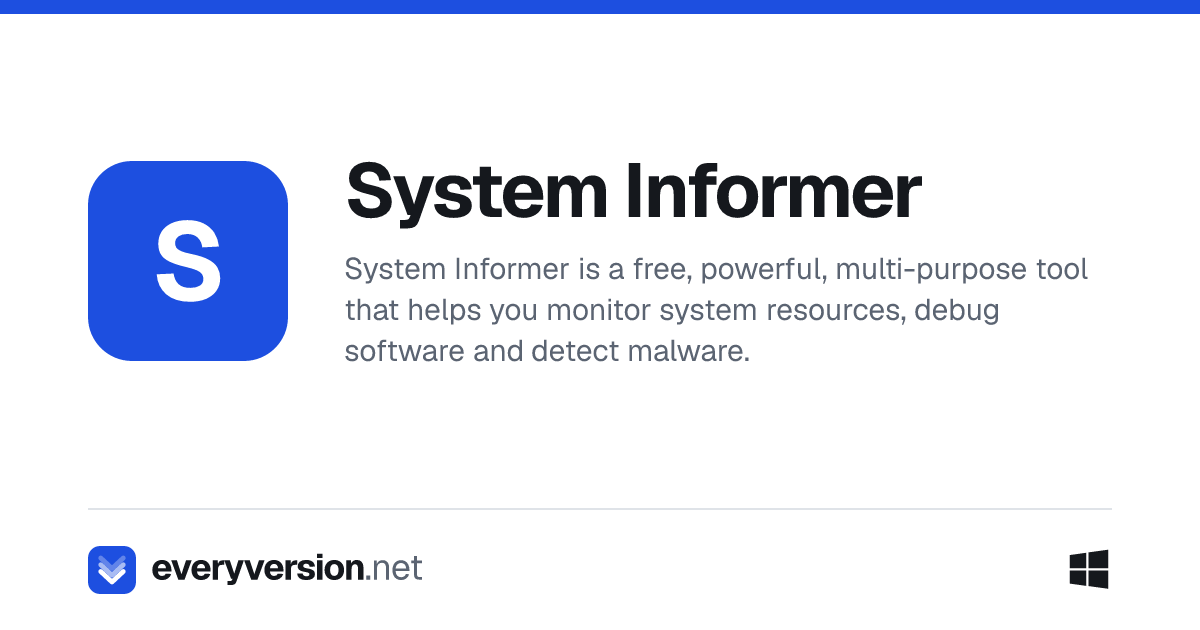 S
System Informer
System Informer is a free, powerful, multi-purpose tool
that helps you monitor system resources, debug
software and detect malware.
everyversion.net